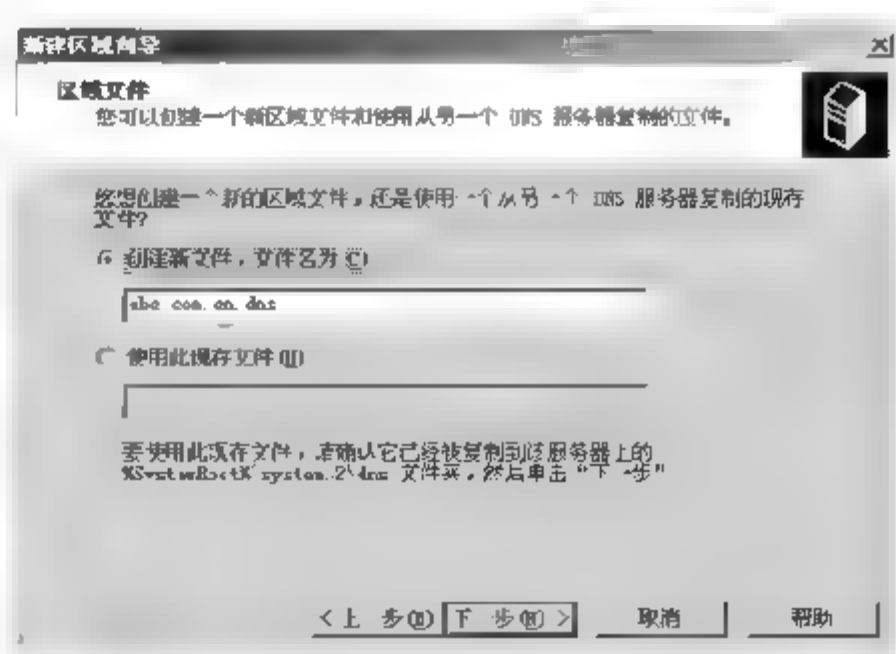 新建区域向导
区域文件
您可以创建一个新区域文件和使用从另一个 DNS 服务器复制的文件。
您想创建一个新的区域文件，还是使用一个从另一个 DNS 服务器复制的现存
文件？
创建新文件，文件名为(C)
abc.com.cn.dns
使用此现存文件(U)
要使用此现存文件，请确认它已经被复制到该服务器上的
%SystemRoot%\system32\dns 文件夹，然后单击“下一步”
< 上一步(B) 下一步(N) > 取消 帮助